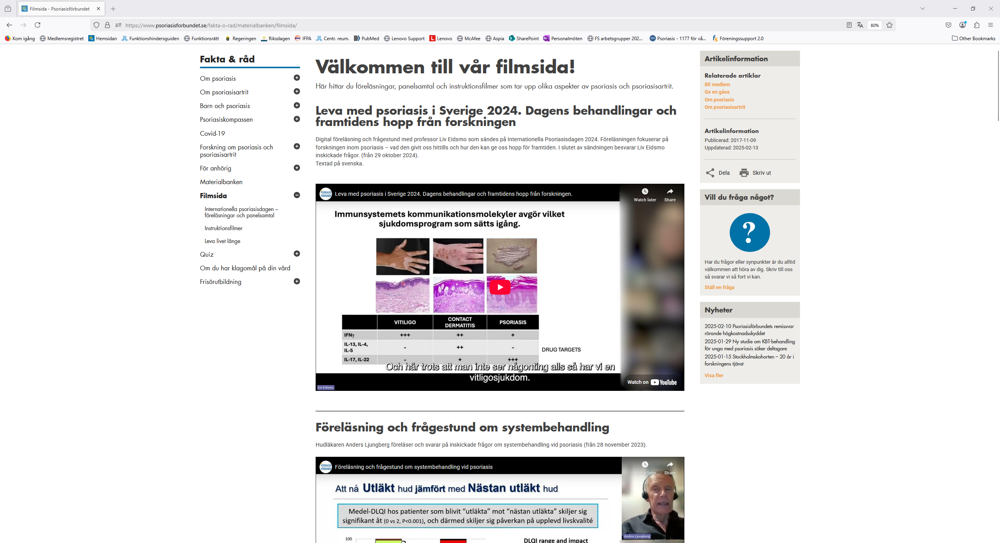 Filmsida - Psoriasisförbundet
https://www.psoriasisforbundet.se/fakta-o-rad/materialbanken/filmsida/
80%
Kom igång
Medlemsregistret
Hemsidan
Funktionshindersguiden
Funktionsrätt
Regeringen
Riksdagen
IFPA
Centr. reum.
PubMed
Lenovo Support
Lenovo
McAfee
Aspia
SharePoint
Personalmöten
FS arbetsgrupper 202...
Psoriasis - 1177 för vå...
Föreningssupport 2.0
Other Bookmarks
Fakta & råd
Om psoriasis
Om psoriasisartrit
Barn och psoriasis
Psoriasiskompassen
Covid-19
Forskning om psoriasis och
psoriasisartrit
För anhörig
Materialbanken
Filmsida
Internationella psoriasisdagen –
föreläsningar och panelsamtal
Instruktionsfilmer
Leva livet länge
Quiz
Om du har klagomål på din vård
Frisörutbildning
Välkommen till vår filmsida!
Här hittar du föreläsningar, panelsamtal och instruktionsfilmer som tar upp olika aspekter av psoriasis och psoriasisartrit.
Leva med psoriasis i Sverige 2024. Dagens behandlingar och
framtidens hopp från forskningen
Digital föreläsning och frågestund med professor Liv Eidsmo som sändes på Internationella Psoriasisdagen 2024. Föreläsningen fokuserar på
forskningen inom psoriasis – vad den givit oss hittills och hur den kan ge oss hopp för framtiden. I slutet av sändningen besvarar Liv Eidsmo
inskickade frågor. (från 29 oktober 2024).
Textad på svenska.
PSORIASIS
FÖRBUNDET
Leva med psoriasis i Sverige 2024. Dagens behandlingar och framtidens hopp från forskningen.
Watch later
Share
Immunsystemets kommunikationsmolekyler avgör vilket
sjukdomsprogram som sätts igång.
VITILIGO
CONTACT
DERMATITIS
PSORIASIS
IFNγ +++ ++ +
IL-13, IL-4,
IL-5 - ++ -
IL-17, IL-22 - + +++
DRUG TARGETS
Och här trots att man inte ser någonting alls så har vi en
vitligosjukdom.
Liv Eidsmo
Watch on YouTube
Föreläsning och frågestund om systembehandling
Hudläkaren Anders Ljungberg föreläser och svarar på inskickade frågor om systembehandling vid psoriasis (från 28 november 2023).
PSORIASIS
FÖRBUNDET
Föreläsning och frågestund om systembehandling vid psoriasis
Watch later
Share
Att nå Utläkt hud jämfört med Nästan utläkt hud
Medel-DLQI hos patienter som blivit “utläkta” mot “nästan utläkta” skiljer sig
signifikant åt (0 vs 2, P<0.001), och därmed skiljer sig påverkan på upplevd livskvalité
100
DLQI range and impact
Anders Ljungberg
Artikelinformation
Relaterade artiklar
Bli medlem
Ge en gåva
Om psoriasis
Om psoriasisartrit
Artikelinformation
Publicerad: 2017-11-09
Uppdaterad: 2025-02-13
Dela
Skriv ut
Vill du fråga något?
?
Har du frågor eller synpunkter är du alltid
välkommen att höra av dig. Skriv till oss
så svarar vi så fort vi kan.
Ställ en fråga
Nyheter
2025-02-10 Psoriasisförbundets remissvar
rörande högkostnadsskyddet
2025-01-29 Ny studie om KBT-behandling
för unga med psoriasis söker deltagare
2025-01-15 Stockholmskohorten – 20 år i
forskningens tjänst
Visa fler